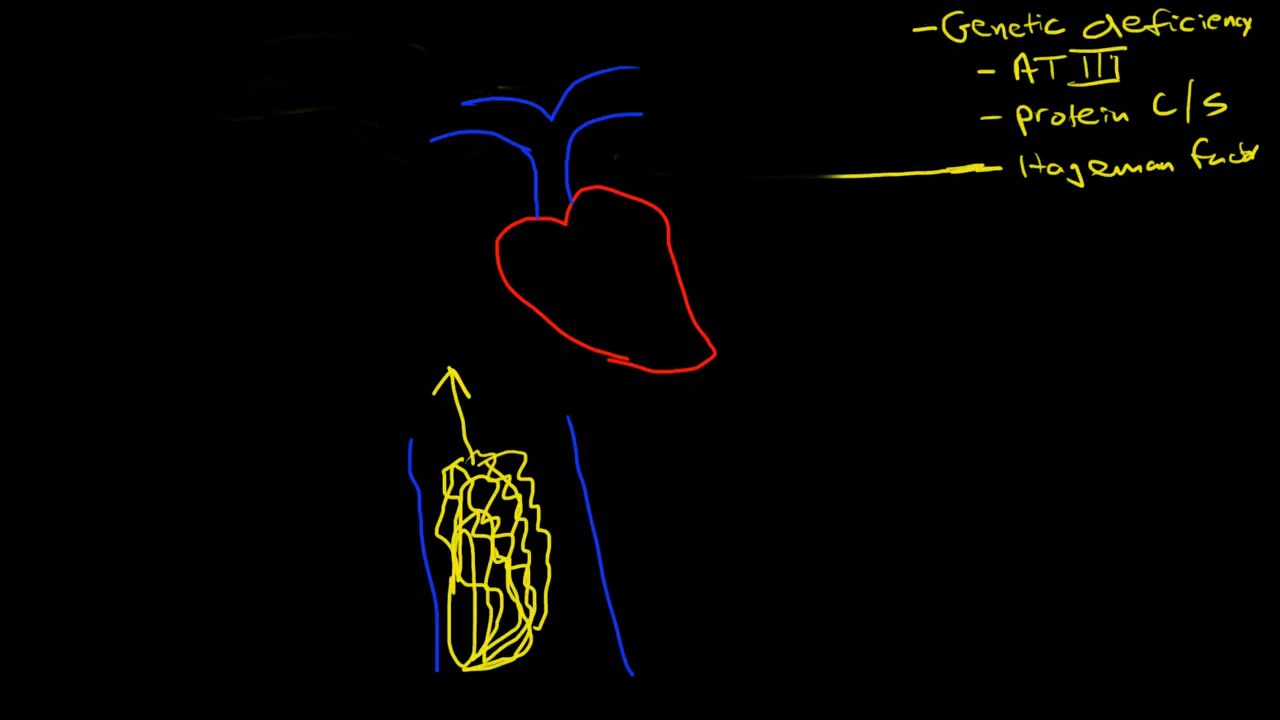 - Genetic deficiency
- AT III
- protein C/S
- Hageman factor